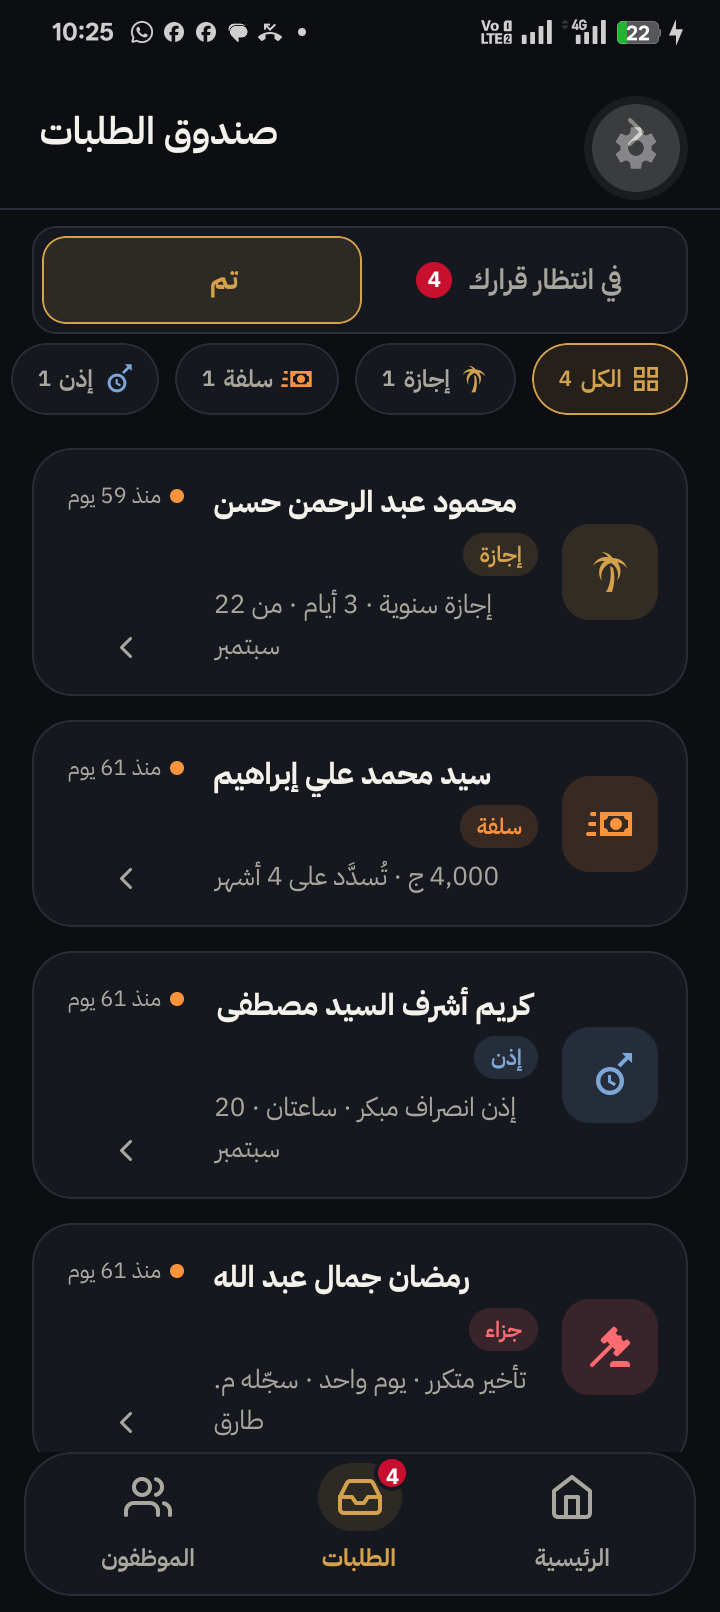 10:25
Vo 1 LTE2
4G
22
صندوق الطلبات
في انتظار قرارك 4
تم
الكل 4
إجازة 1
سلفة 1
إذن 1
محمود عبد الرحمن حسن
منذ 59 يوم
إجازة
إجازة سنوية · 3 أيام · من 22
سبتمبر
سيد محمد علي إبراهيم
منذ 61 يوم
سلفة
4,000 ج · تُسدَّد على 4 أشهر
كريم أشرف السيد مصطفى
منذ 61 يوم
إذن
إذن انصراف مبكر · ساعتان · 20
سبتمبر
رمضان جمال عبد الله
منذ 61 يوم
جزاء
تأخير متكرر · يوم واحد · سجّله م.
طارق
الرئيسية
4
الطلبات
الموظفون